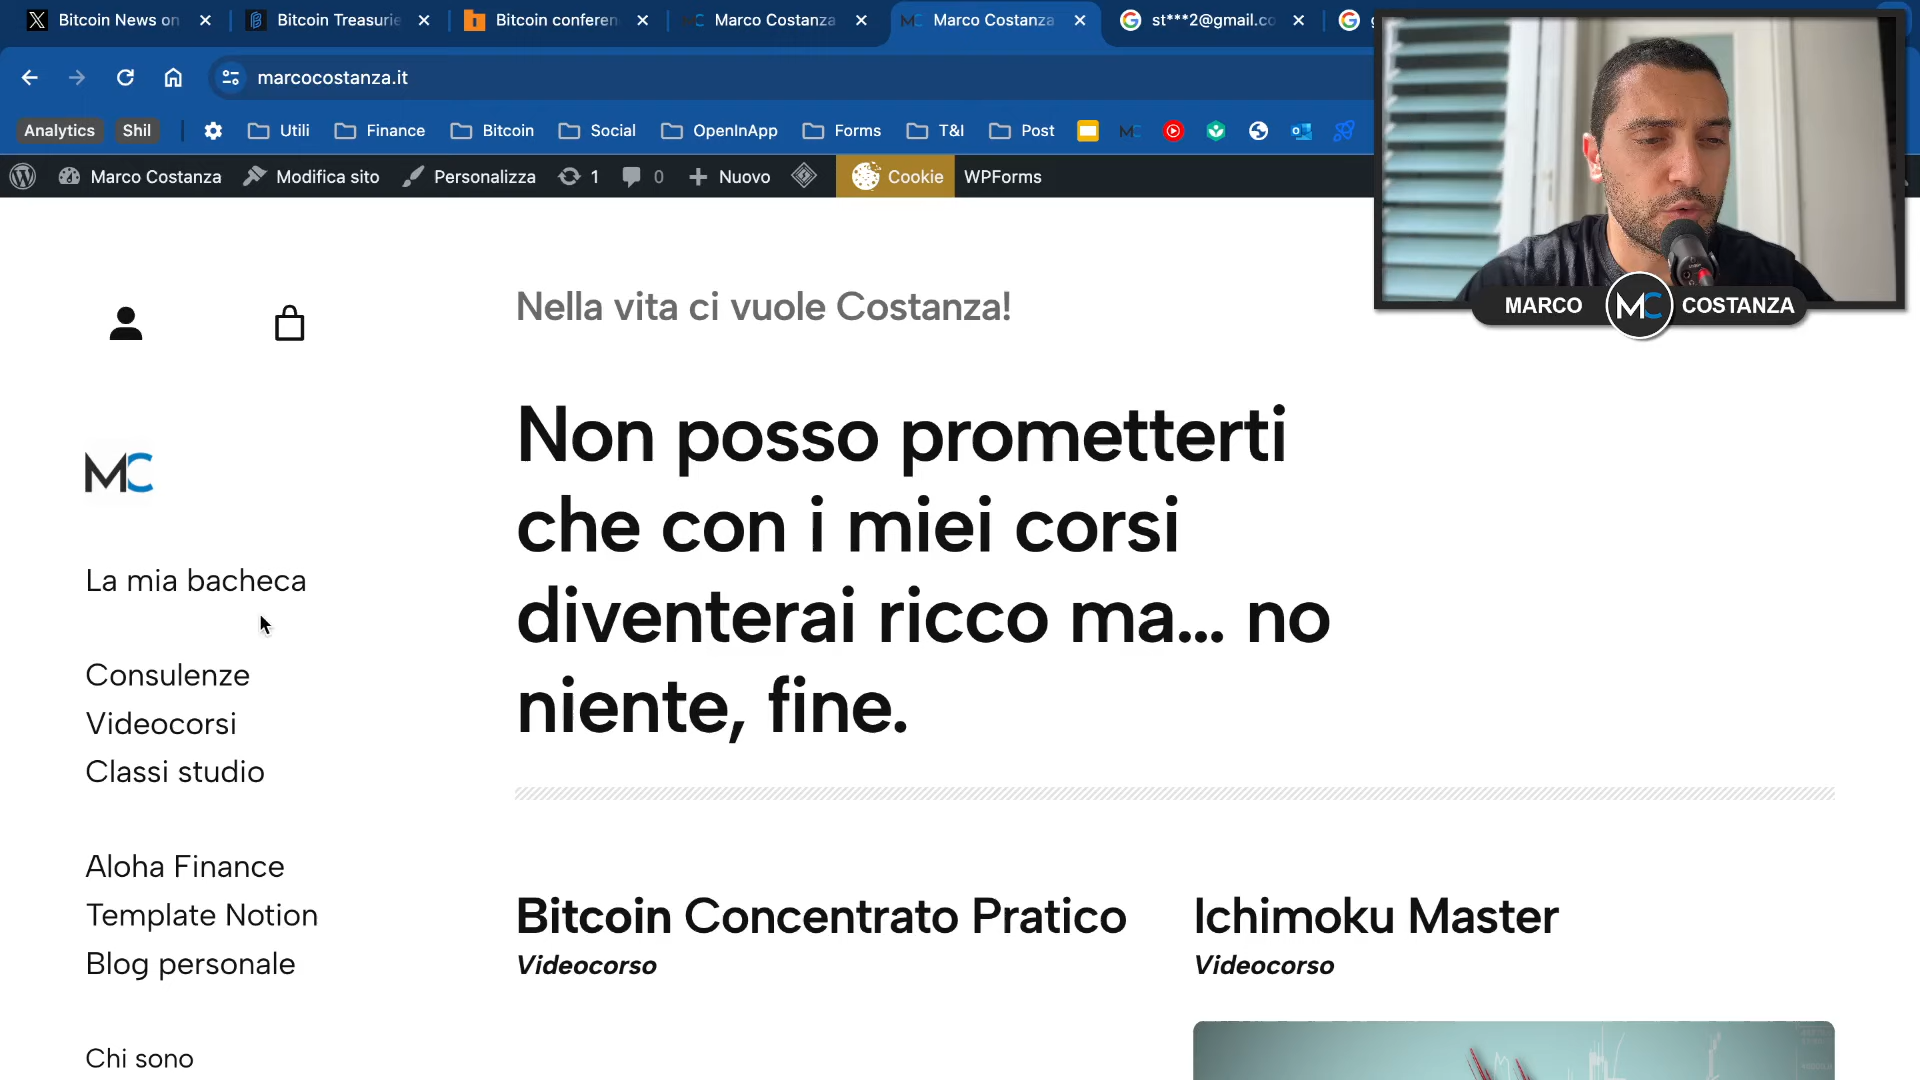 Bitcoin News on
Bitcoin Treasurie
Bitcoin conferen
Marco Costanza
Marco Costanza
st***2@gmail.co
marcocostanza.it
Analytics
Shil
Utili
Finance
Bitcoin
Social
OpenInApp
Forms
T&I
Post
Marco Costanza
Modifica sito
Personalizza
1
0
Nuovo
Cookie
WPForms
MARCO MC COSTANZA
Nella vita ci vuole Costanza!
Non posso prometterti
che con i miei corsi
diventerai ricco ma... no
niente, fine.
MC
La mia bacheca
Consulenze
Videocorsi
Classi studio
Aloha Finance
Template Notion
Blog personale
Chi sono
Bitcoin Concentrato Pratico
Videocorso
Ichimoku Master
Videocorso